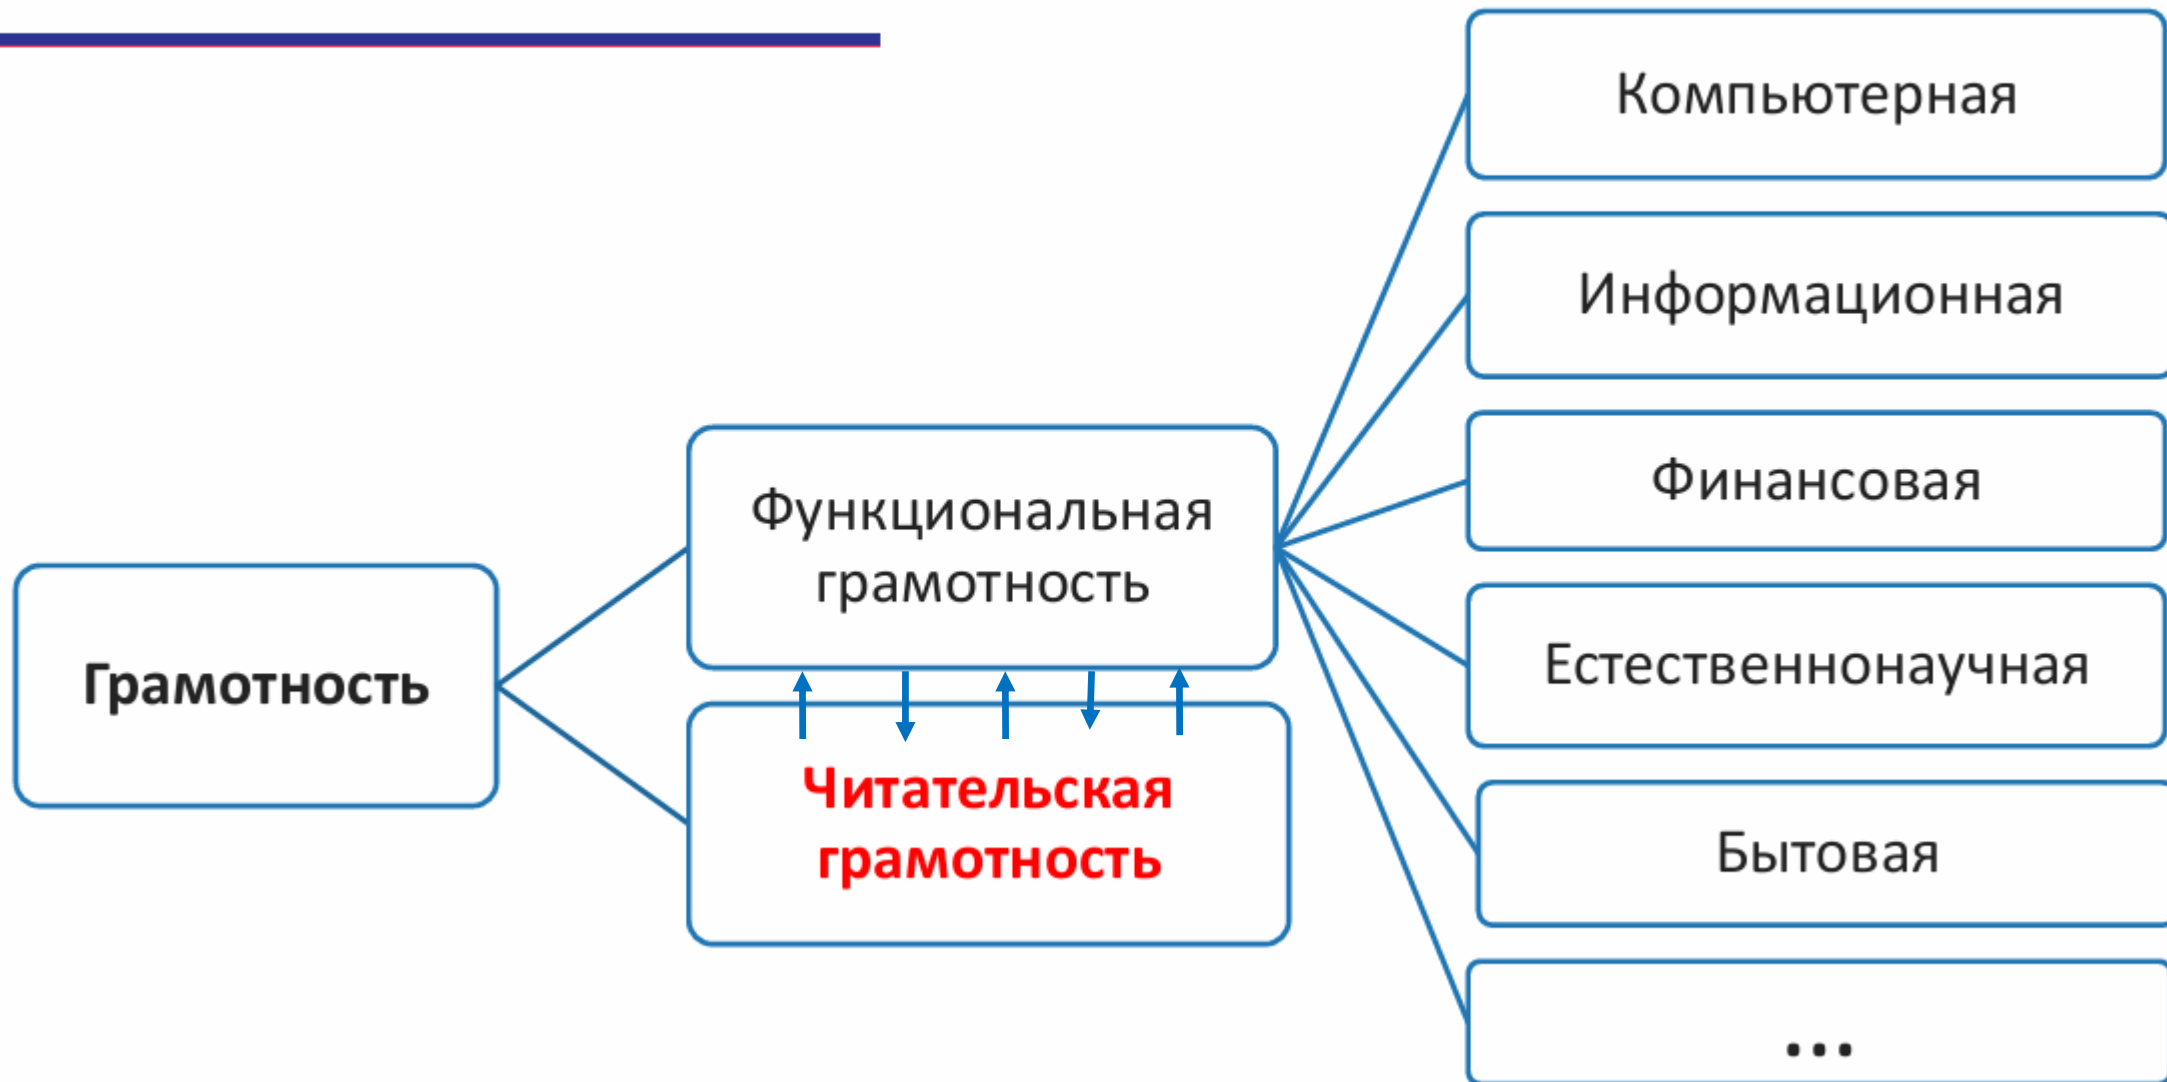 Грамотность
Функциональная
грамотность
Читательская
грамотность
Компьютерная
Информационная
Финансовая
Естественнонаучная
Бытовая
...